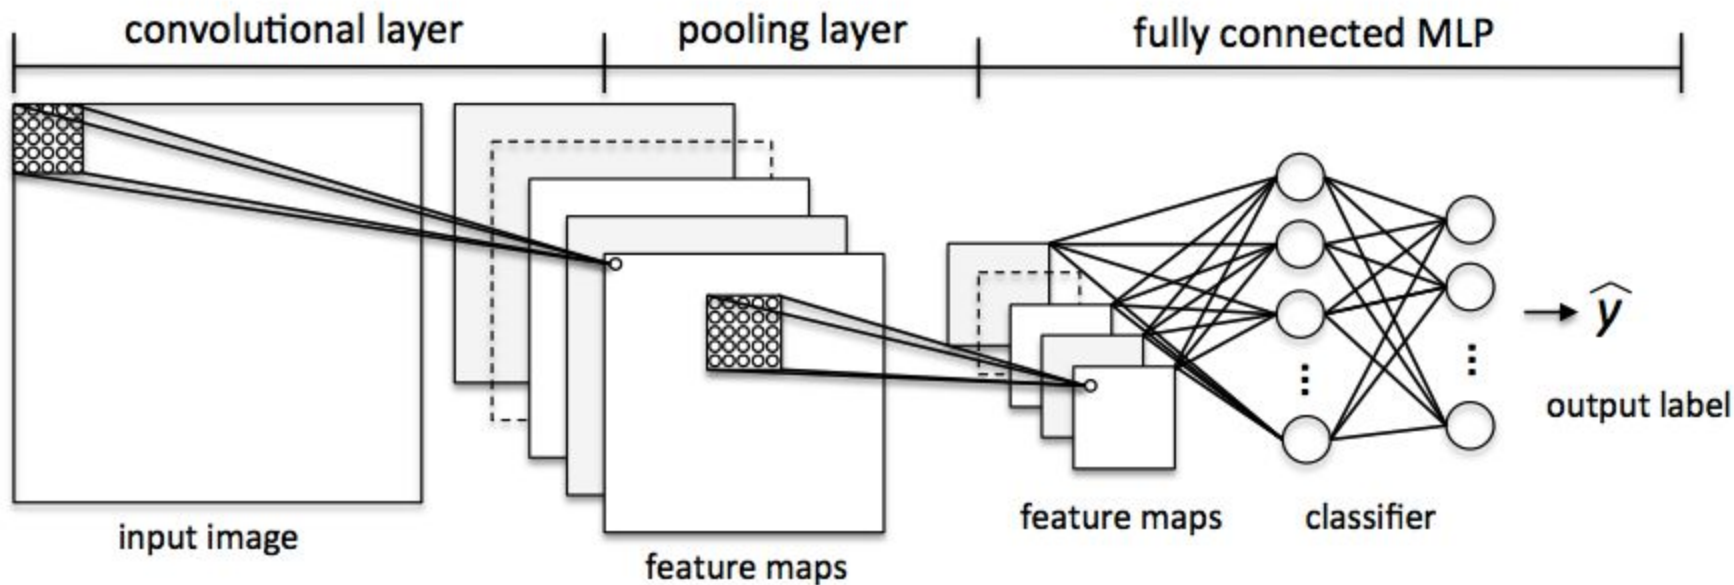 convolutional layer
pooling layer
fully connected MLP
ŷ
output label
input image
feature maps
feature maps
classifier